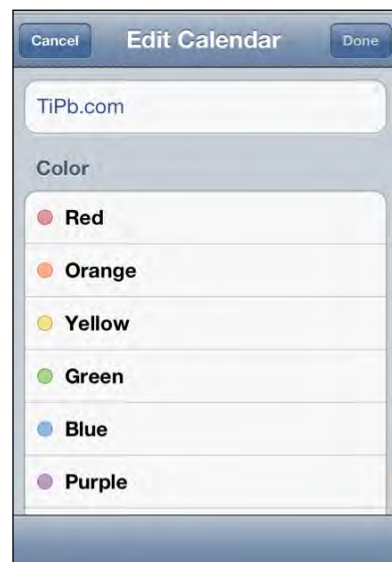 Cancel Edit Calendar Done
TiPb.com
Color
Red
Orange
Yellow
Green
Blue
Purple